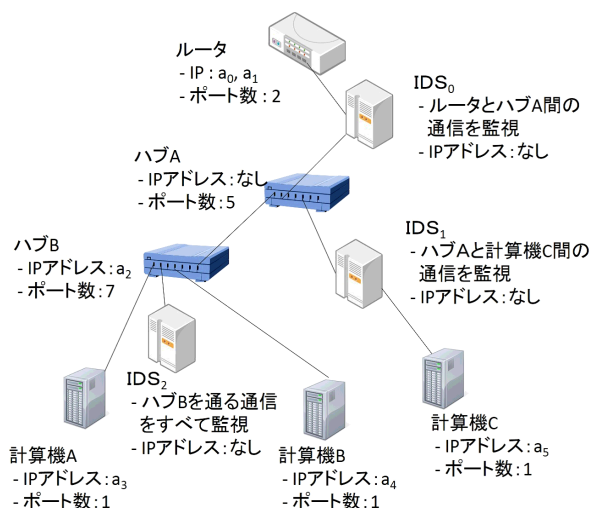 ルータ
- IP : a₀, a₁
- ポート数 : 2
IDS₀
- ルータとハブA間の
通信を監視
- IPアドレス : なし
ハブA
- IPアドレス : なし
- ポート数 : 5
IDS₁
- ハブAと計算機C間の
通信を監視
- IPアドレス : なし
ハブB
- IPアドレス : a₂
- ポート数 : 7
IDS₂
- ハブBを通る通信
をすべて監視
- IPアドレス : なし
計算機A
- IPアドレス : a₃
- ポート数 : 1
計算機B
- IPアドレス : a₄
- ポート数 : 1
計算機C
- IPアドレス : a₅
- ポート数 : 1